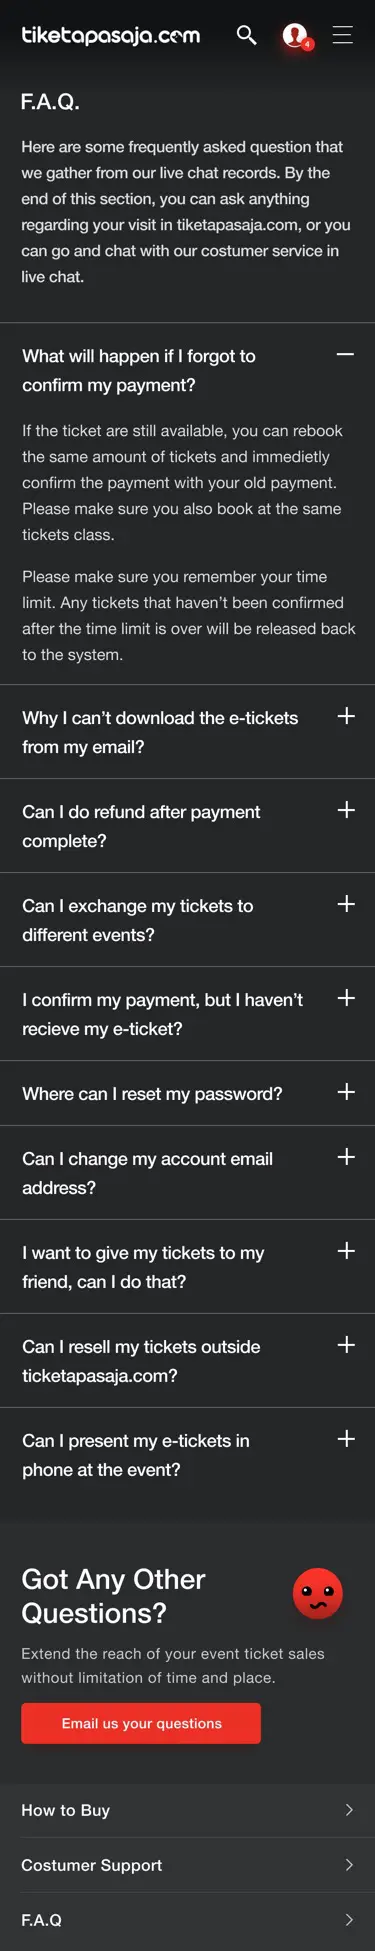 tiketapasaja.com
4
F.A.Q.
Here are some frequently asked question that
we gather from our live chat records. By the
end of this section, you can ask anything
regarding your visit in tiketapasaja.com, or you
can go and chat with our costumer service in
live chat.
What will happen if I forgot to
confirm my payment?
If the ticket are still available, you can rebook
the same amount of tickets and immedietly
confirm the payment with your old payment.
Please make sure you also book at the same
tickets class.
Please make sure you remember your time
limit. Any tickets that haven’t been confirmed
after the time limit is over will be released back
to the system.
Why I can’t download the e-tickets
from my email?
Can I do refund after payment
complete?
Can I exchange my tickets to
different events?
I confirm my payment, but I haven’t
recieve my e-ticket?
Where can I reset my password?
Can I change my account email
address?
I want to give my tickets to my
friend, can I do that?
Can I resell my tickets outside
ticketapasaja.com?
Can I present my e-tickets in
phone at the event?
Got Any Other
Questions?
Extend the reach of your event ticket sales
without limitation of time and place.
Email us your questions
How to Buy
Costumer Support
F.A.Q